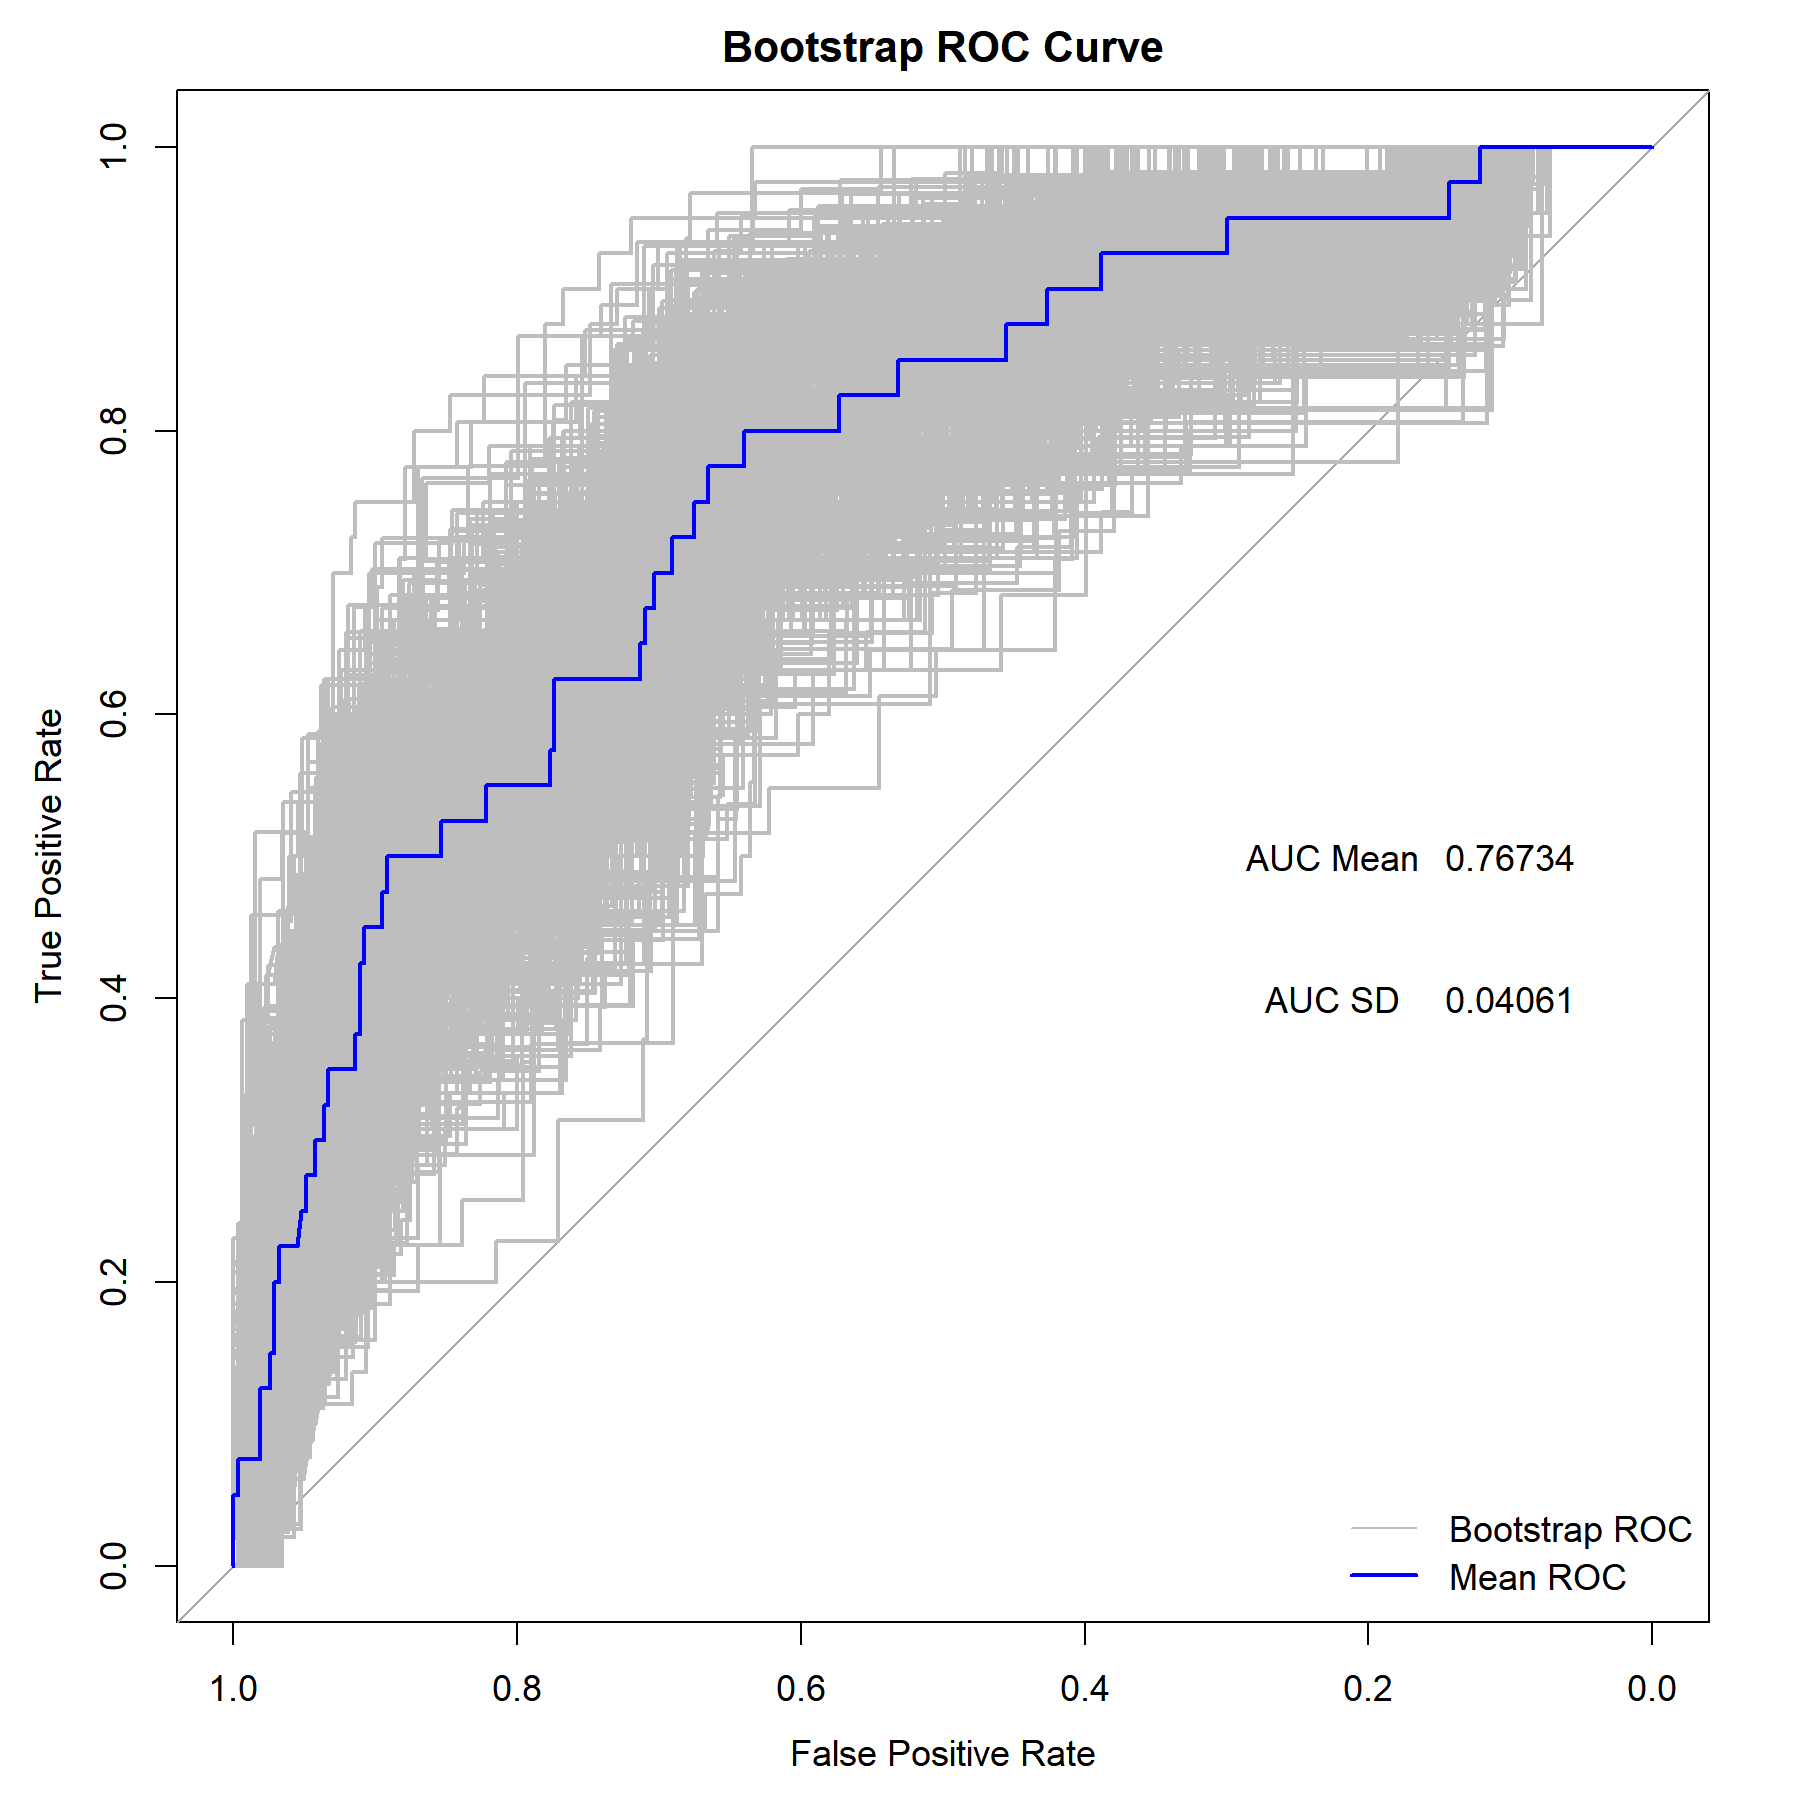 Bootstrap ROC Curve
True Positive Rate
1.0
0.8
0.6
0.4
0.2
0.0
AUC Mean 0.76734
AUC SD 0.04061
Bootstrap ROC
Mean ROC
1.0 0.8 0.6 0.4 0.2 0.0
False Positive Rate